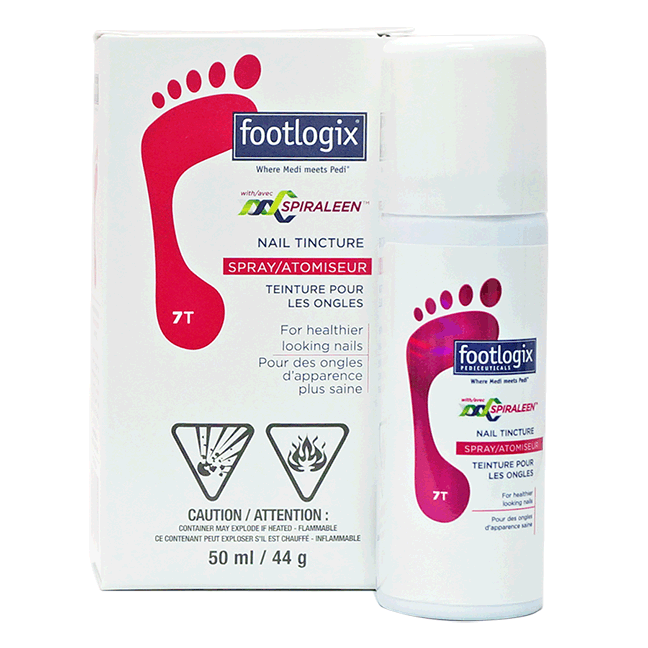 footlogix®
Where Medi meets Pedi™
with/avec
SPIRALEEN™
NAIL TINCTURE
SPRAY/ATOMISEUR
TEINTURE POUR
LES ONGLES
7T
For healthier
looking nails
Pour des ongles
d'apparence
plus saine
CAUTION / ATTENTION :
CONTAINER MAY EXPLODE IF HEATED - FLAMMABLE
CE CONTENANT PEUT EXPLOSER S'IL EST CHAUFFÉ - INFLAMMABLE
50 ml / 44 g
footlogix
PEDICEUTICALS®
Where Medi meets Pedi™
with/avec
SPIRALEEN™
NAIL TINCTURE
SPRAY/ATOMISEUR
TEINTURE POUR
LES ONGLES
7T
For healthier
looking nails
Pour des ongles
d'apparence saine